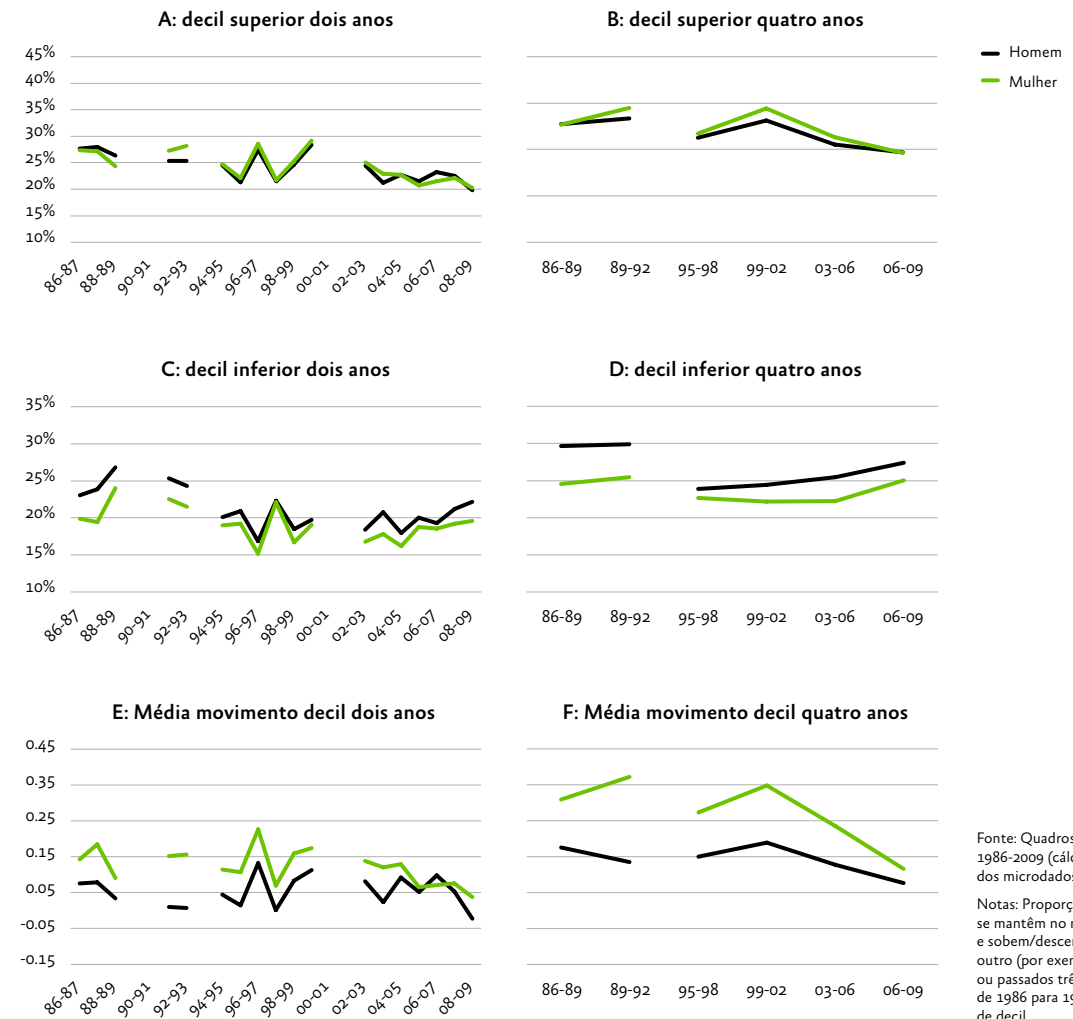 A: decil superior dois anos
B: decil superior quatro anos
Homem
Mulher
45%
40%
35%
30%
25%
20%
15%
10%
86-87 88-89 90-91 92-93 94-95 96-97 98-99 00-01 02-03 04-05 06-07 08-09
86-89 89-92 95-98 99-02 03-06 06-09
C: decil inferior dois anos
D: decil inferior quatro anos
35%
30%
25%
20%
15%
10%
86-87 88-89 90-91 92-93 94-95 96-97 98-99 00-01 02-03 04-05 06-07 08-09
86-89 89-92 95-98 99-02 03-06 06-09
E: Média movimento decil dois anos
F: Média movimento decil quatro anos
0.45
0.35
0.25
0.15
0.05
-0.05
-0.15
86-87 88-89 90-91 92-93 94-95 96-97 98-99 00-01 02-03 04-05 06-07 08-09
86-89 89-92 95-98 99-02 03-06 06-09
Fonte: Quadros
1986-2009 (cálc
dos microdados
Notas: Proporç
se mantêm no
e sobem/descer
outro (por exem
ou passados trê
de 1986 para
de decil